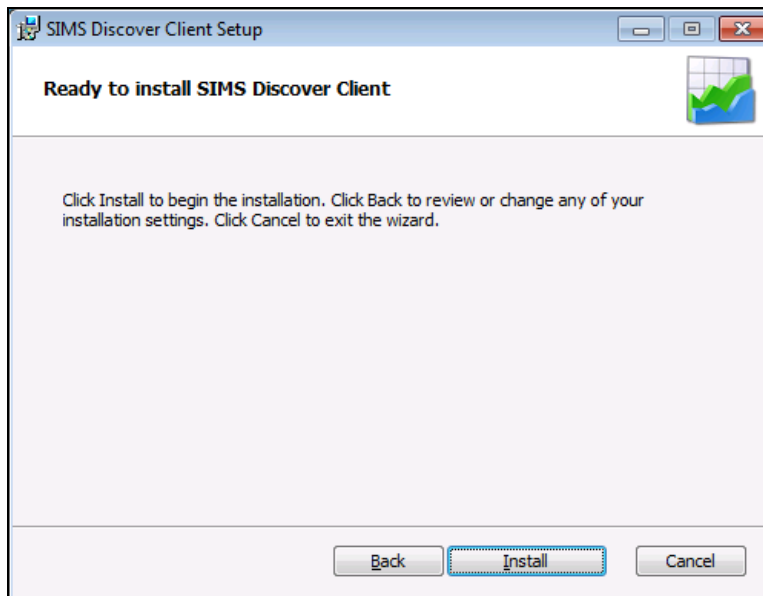 SIMS Discover Client Setup
Ready to install SIMS Discover Client
Click Install to begin the installation. Click Back to review or change any of your
installation settings. Click Cancel to exit the wizard.
Back Install Cancel